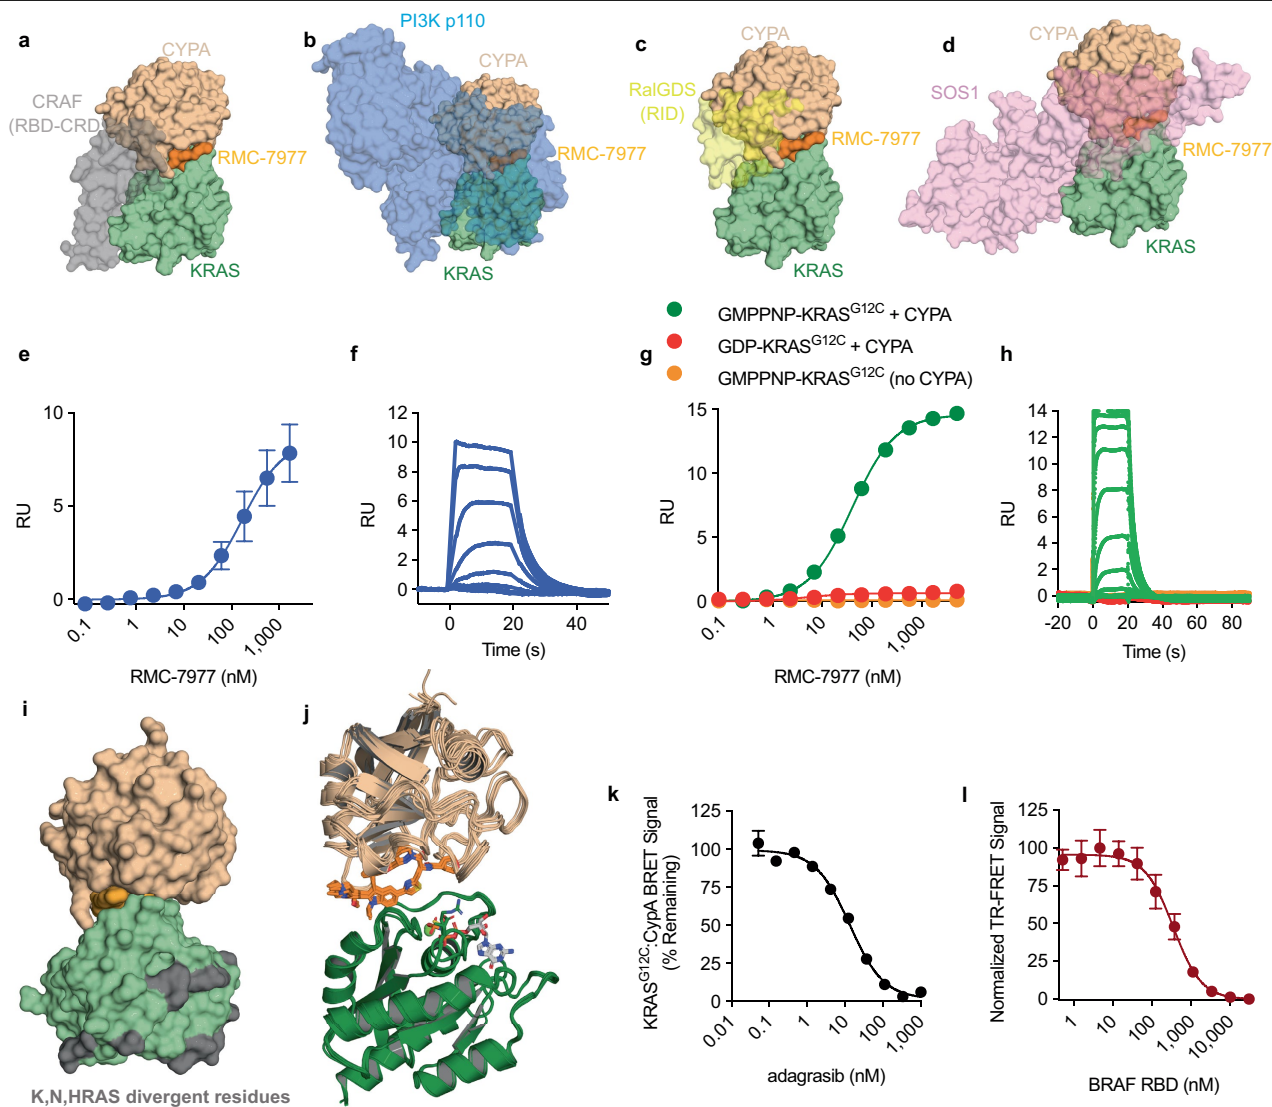 a
CYPA
CRAF
(RBD-CRD
RMC-7977
KRAS
b
PI3K p110
CYPA
RMC-7977
KRAS
c
CYPA
RalGDS
(RID)
RMC-7977
KRAS
d
CYPA
SOS1
RMC-7977
KRAS
GMPPNP-KRASG12C + CYPA
GDP-KRASG12C + CYPA
GMPPNP-KRASG12C (no CYPA)
e
10
5
0
RU
0.1
1
10
100
1,000
RMC-7977 (nM)
f
12
10
8
6
4
2
0
RU
0
20
40
Time (s)
g
15
10
5
0
RU
0.1
1
10
100
1,000
RMC-7977 (nM)
h
14
12
10
8
6
4
2
0
RU
-20
0
20
40
60
80
Time (s)
i
K,N,HRAS divergent residues
j
k
125
100
75
50
25
0
KRASG12C:CypA BRET Signal
(% Remaining)
0.01
0.1
1
10
100
1,000
adagrasib (nM)
l
125
100
75
50
25
0
Normalized TR-FRET Signal
1
10
100
1,000
10,000
BRAF RBD (nM)